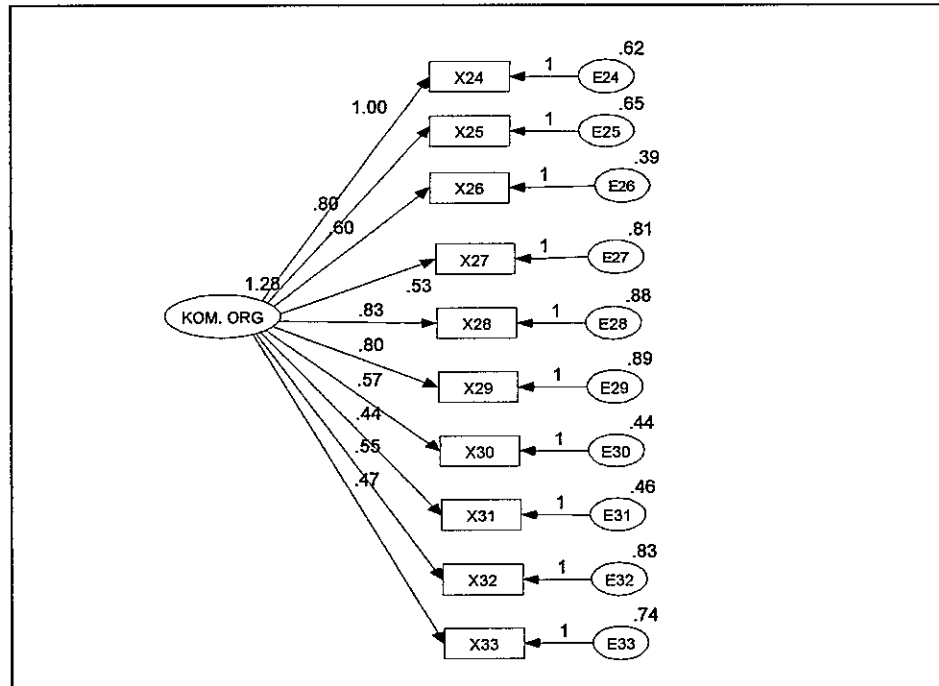 .62
X24 1 E24
1.00
.65
X25 1 E25
.39
X26 1 E26
.80
.60
.81
X27 1 E27
1.28
.53
KOM. ORG
.88
.83 X28 1 E28
.89
.80
X29 1 E29
.57
.44
.44
X30 1 E30
.55
.46
.47
X31 1 E31
.83
X32 1 E32
.74
X33 1 E33